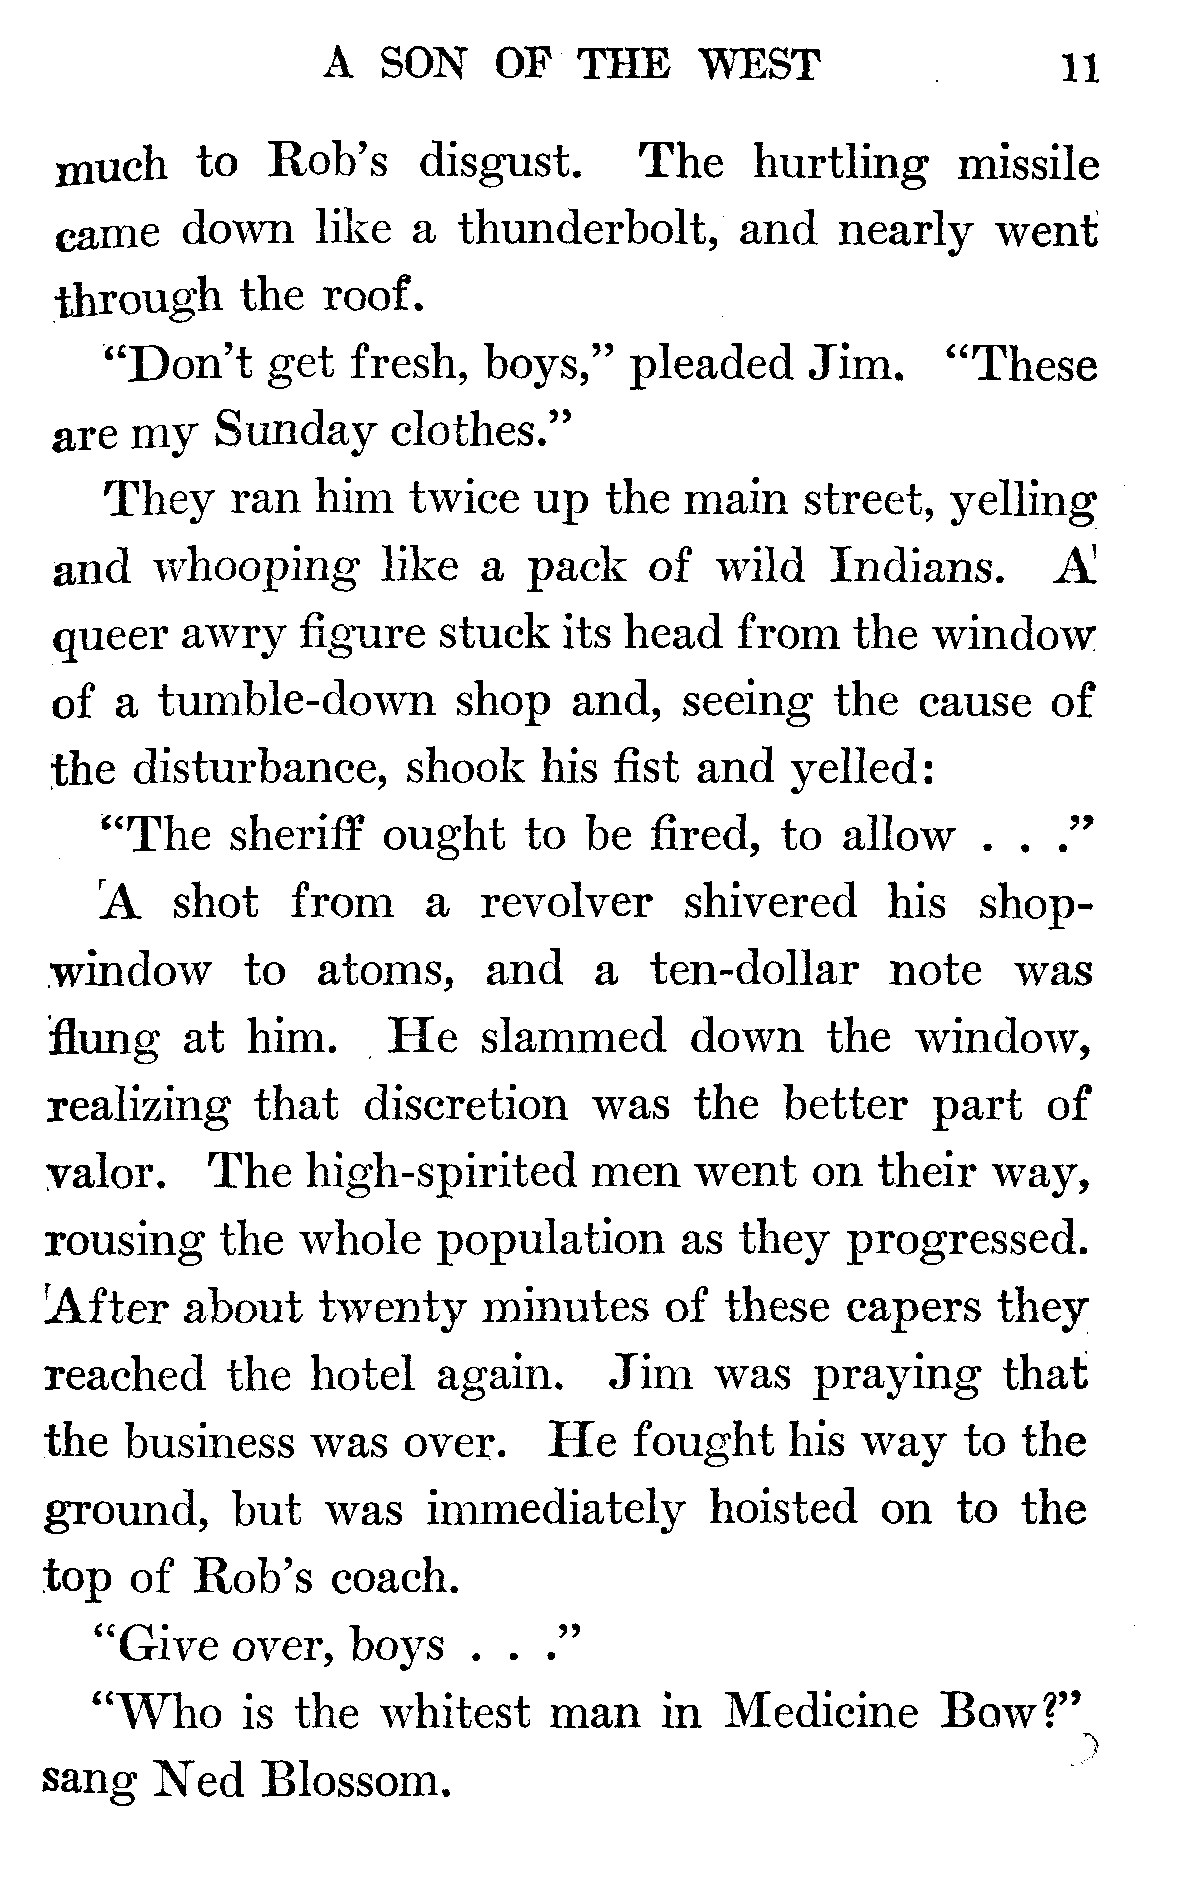 A SON OF THE WEST 11
much to Rob's disgust. The hurtling missile
came down like a thunderbolt, and nearly went
through the roof.
"Don't get fresh, boys," pleaded Jim. "These
are my Sunday clothes."
They ran him twice up the main street, yelling
and whooping like a pack of wild Indians. A
queer awry figure stuck its head from the window
of a tumble-down shop and, seeing the cause of
the disturbance, shook his fist and yelled:
"The sheriff ought to be fired, to allow . . ."
A shot from a revolver shivered his shop-
window to atoms, and a ten-dollar note was
flung at him. He slammed down the window,
realizing that discretion was the better part of
valor. The high-spirited men went on their way,
rousing the whole population as they progressed.
After about twenty minutes of these capers they
reached the hotel again. Jim was praying that
the business was over. He fought his way to the
ground, but was immediately hoisted on to the
top of Rob's coach.
"Give over, boys . . ."
"Who is the whitest man in Medicine Bow?"
sang Ned Blossom.